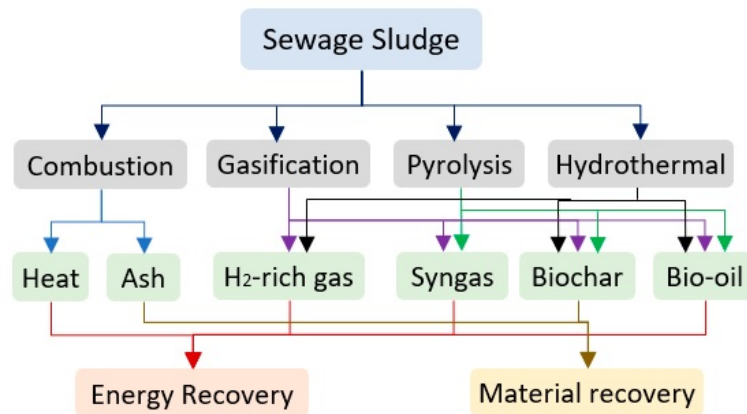 Sewage Sludge
Combustion
Gasification
Pyrolysis
Hydrothermal
Heat
Ash
H2-rich gas
Syngas
Biochar
Bio-oil
Energy Recovery
Material recovery